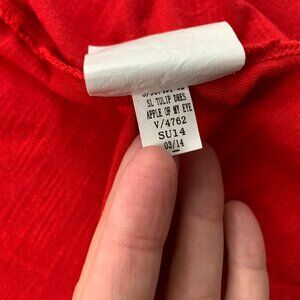 SL TULIP DRES
APPLE OF MY EYE
V/4762
SU14
03/14